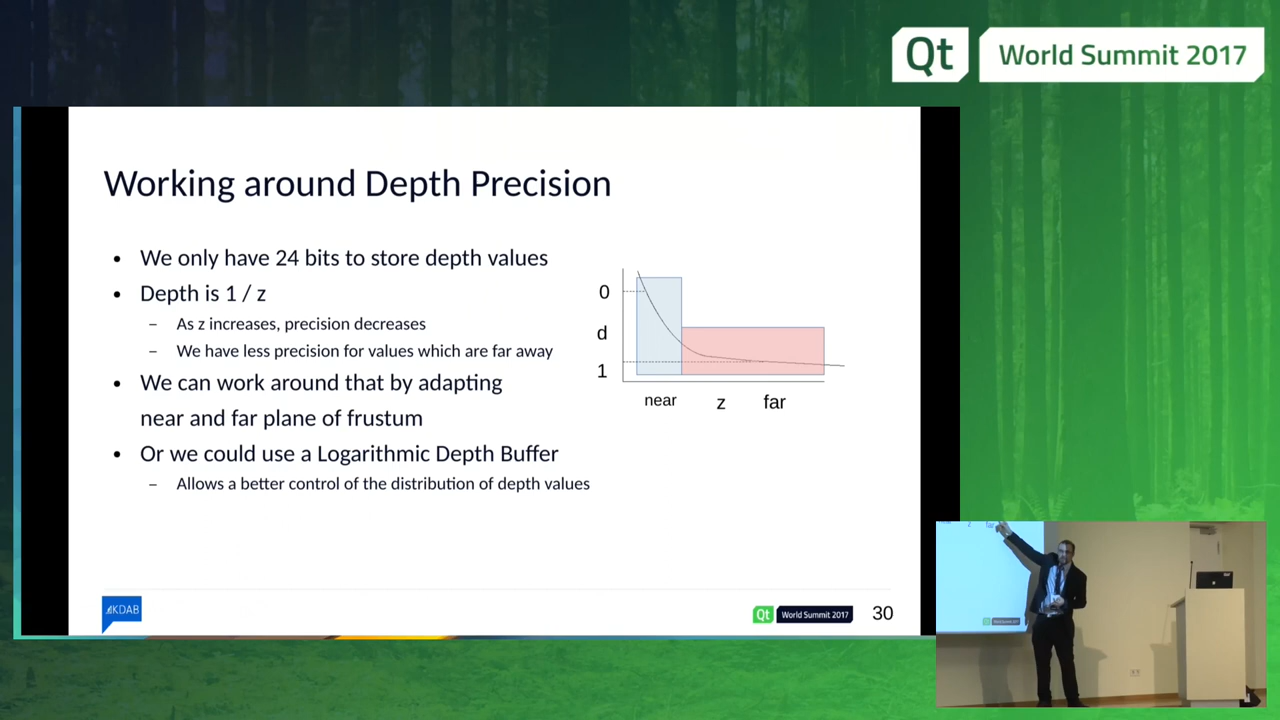 Qt World Summit 2017
Working around Depth Precision
• We only have 24 bits to store depth values
• Depth is 1 / z
– As z increases, precision decreases
– We have less precision for values which are far away
• We can work around that by adapting
near and far plane of frustum
• Or we could use a Logarithmic Depth Buffer
– Allows a better control of the distribution of depth values
0
d
1
near z far
KDAB
Qt World Summit 2017 30
z far